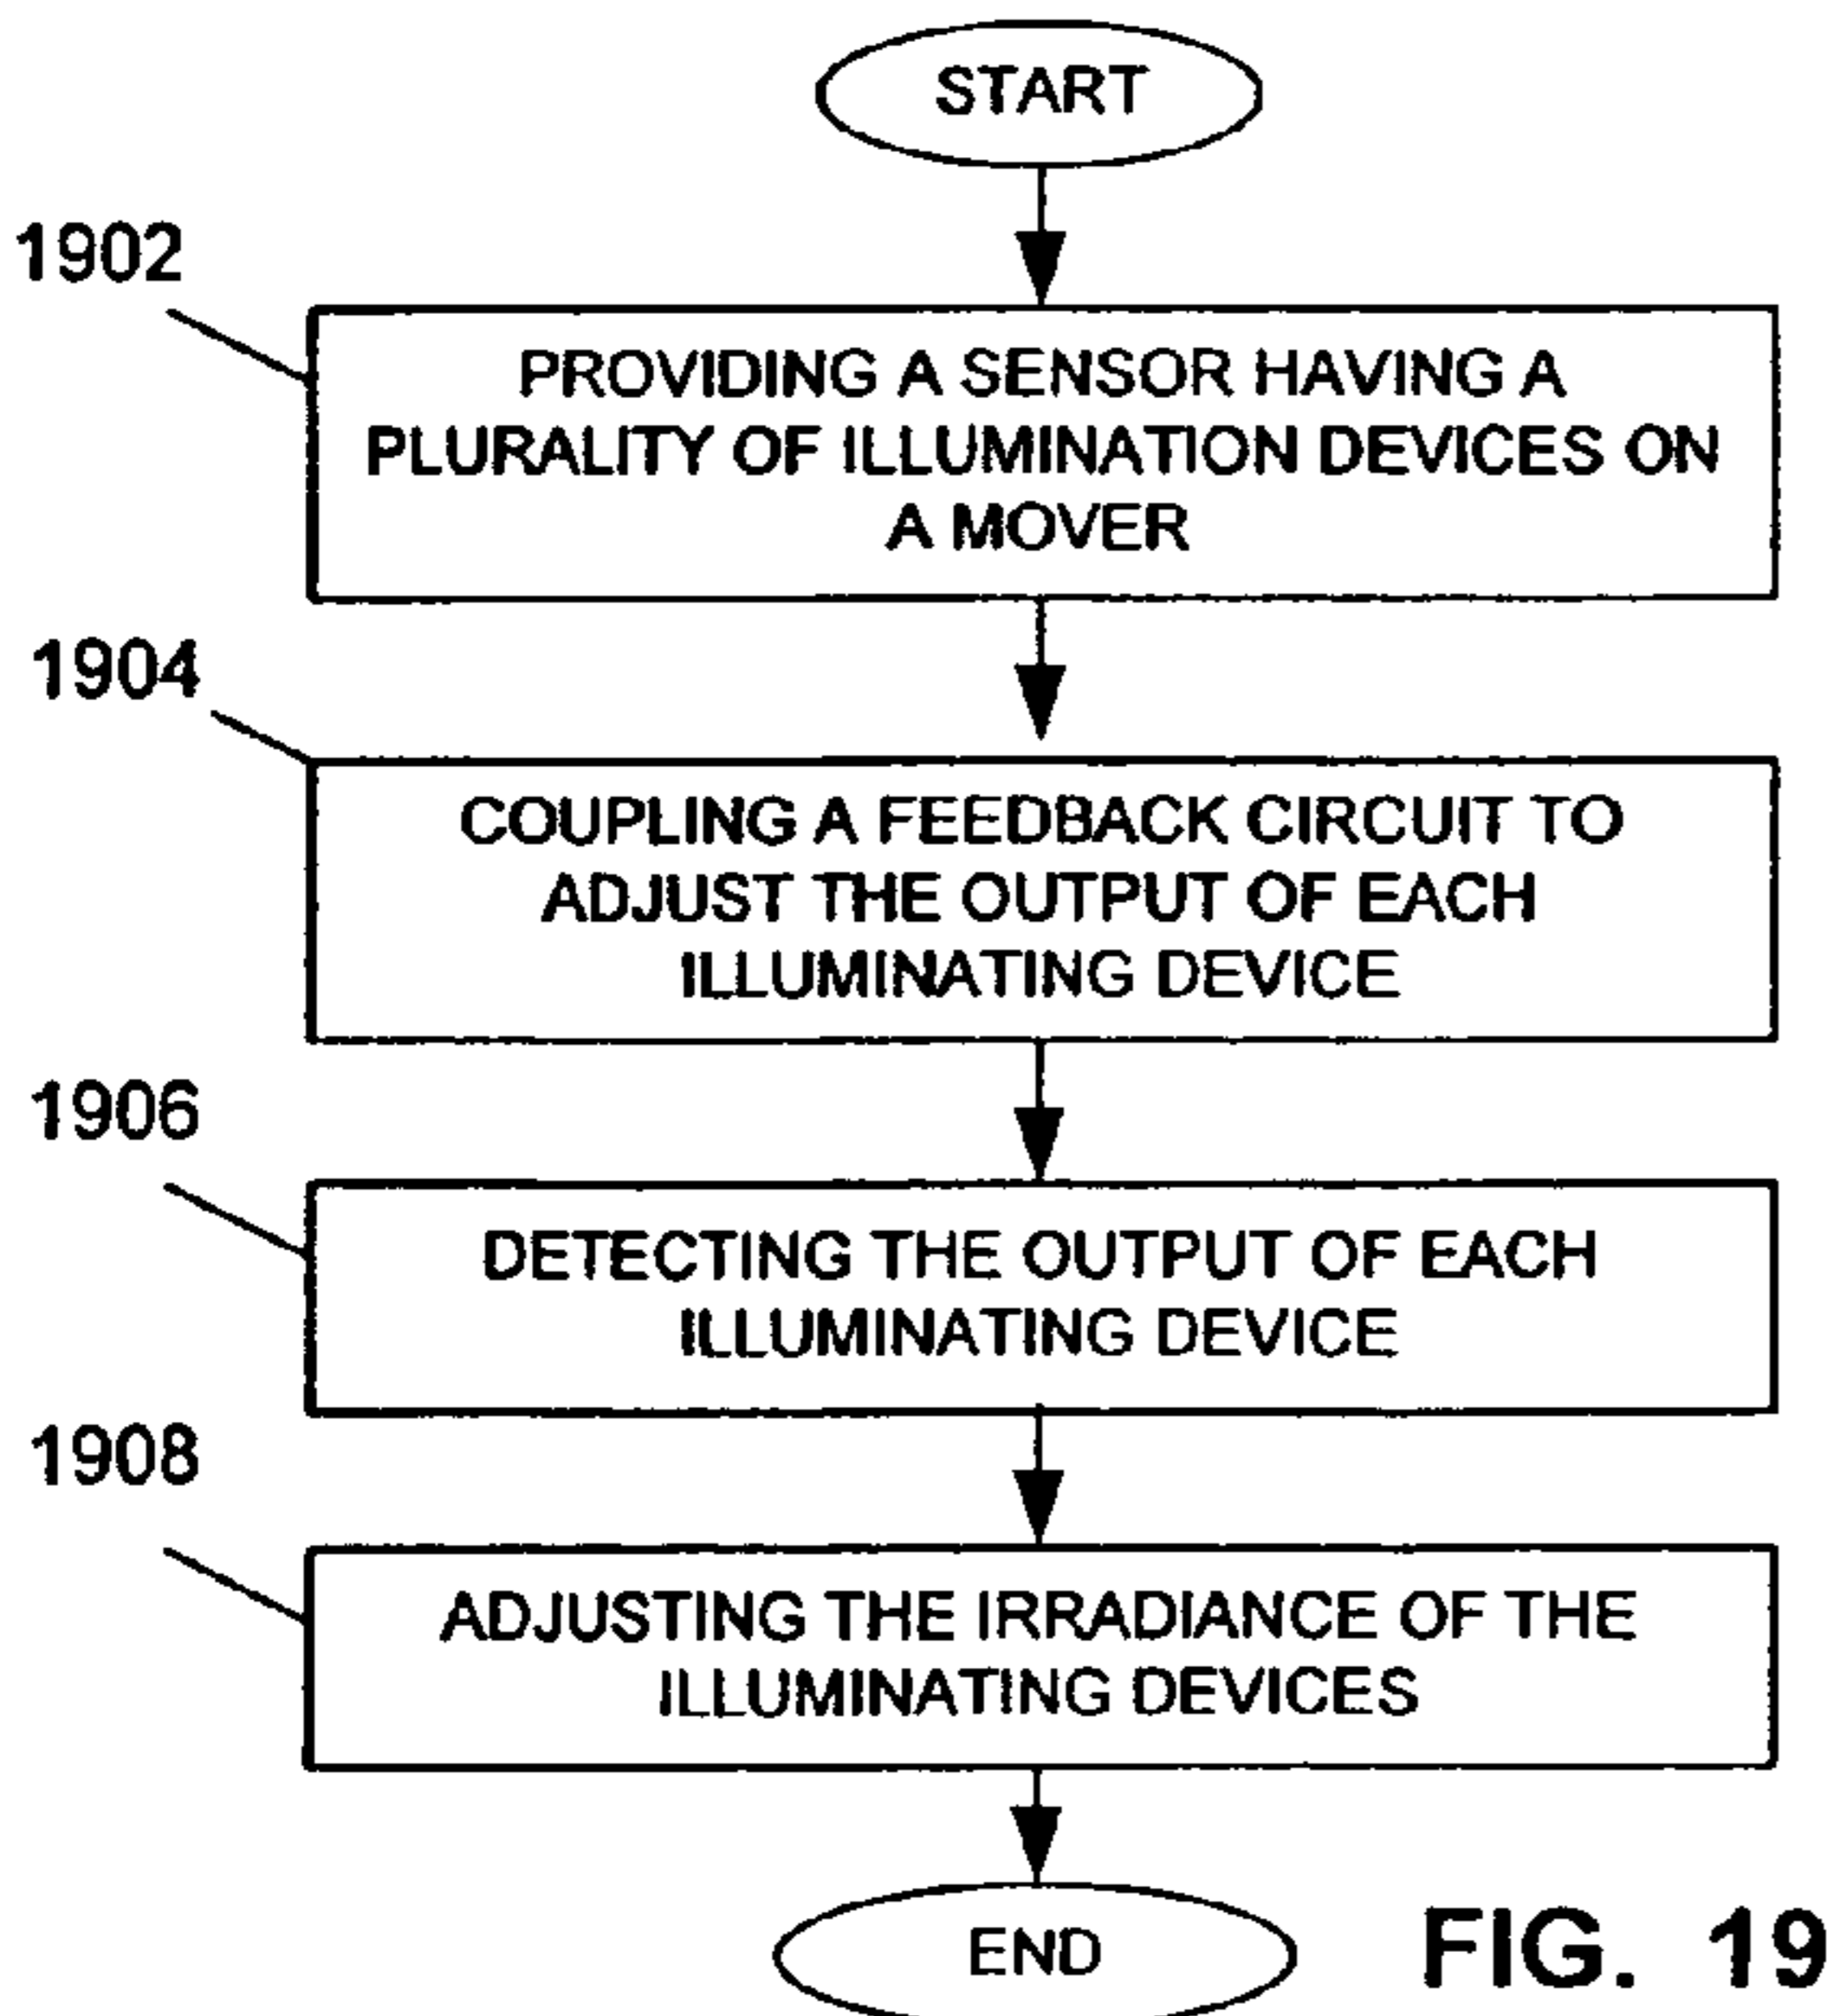 START
1902
PROVIDING A SENSOR HAVING A
PLURALITY OF ILLUMINATION DEVICES ON
A MOVER
1904
COUPLING A FEEDBACK CIRCUIT TO
ADJUST THE OUTPUT OF EACH
ILLUMINATING DEVICE
1906
DETECTING THE OUTPUT OF EACH
ILLUMINATING DEVICE
1908
ADJUSTING THE IRRADIANCE OF THE
ILLUMINATING DEVICES
END
FIG. 19